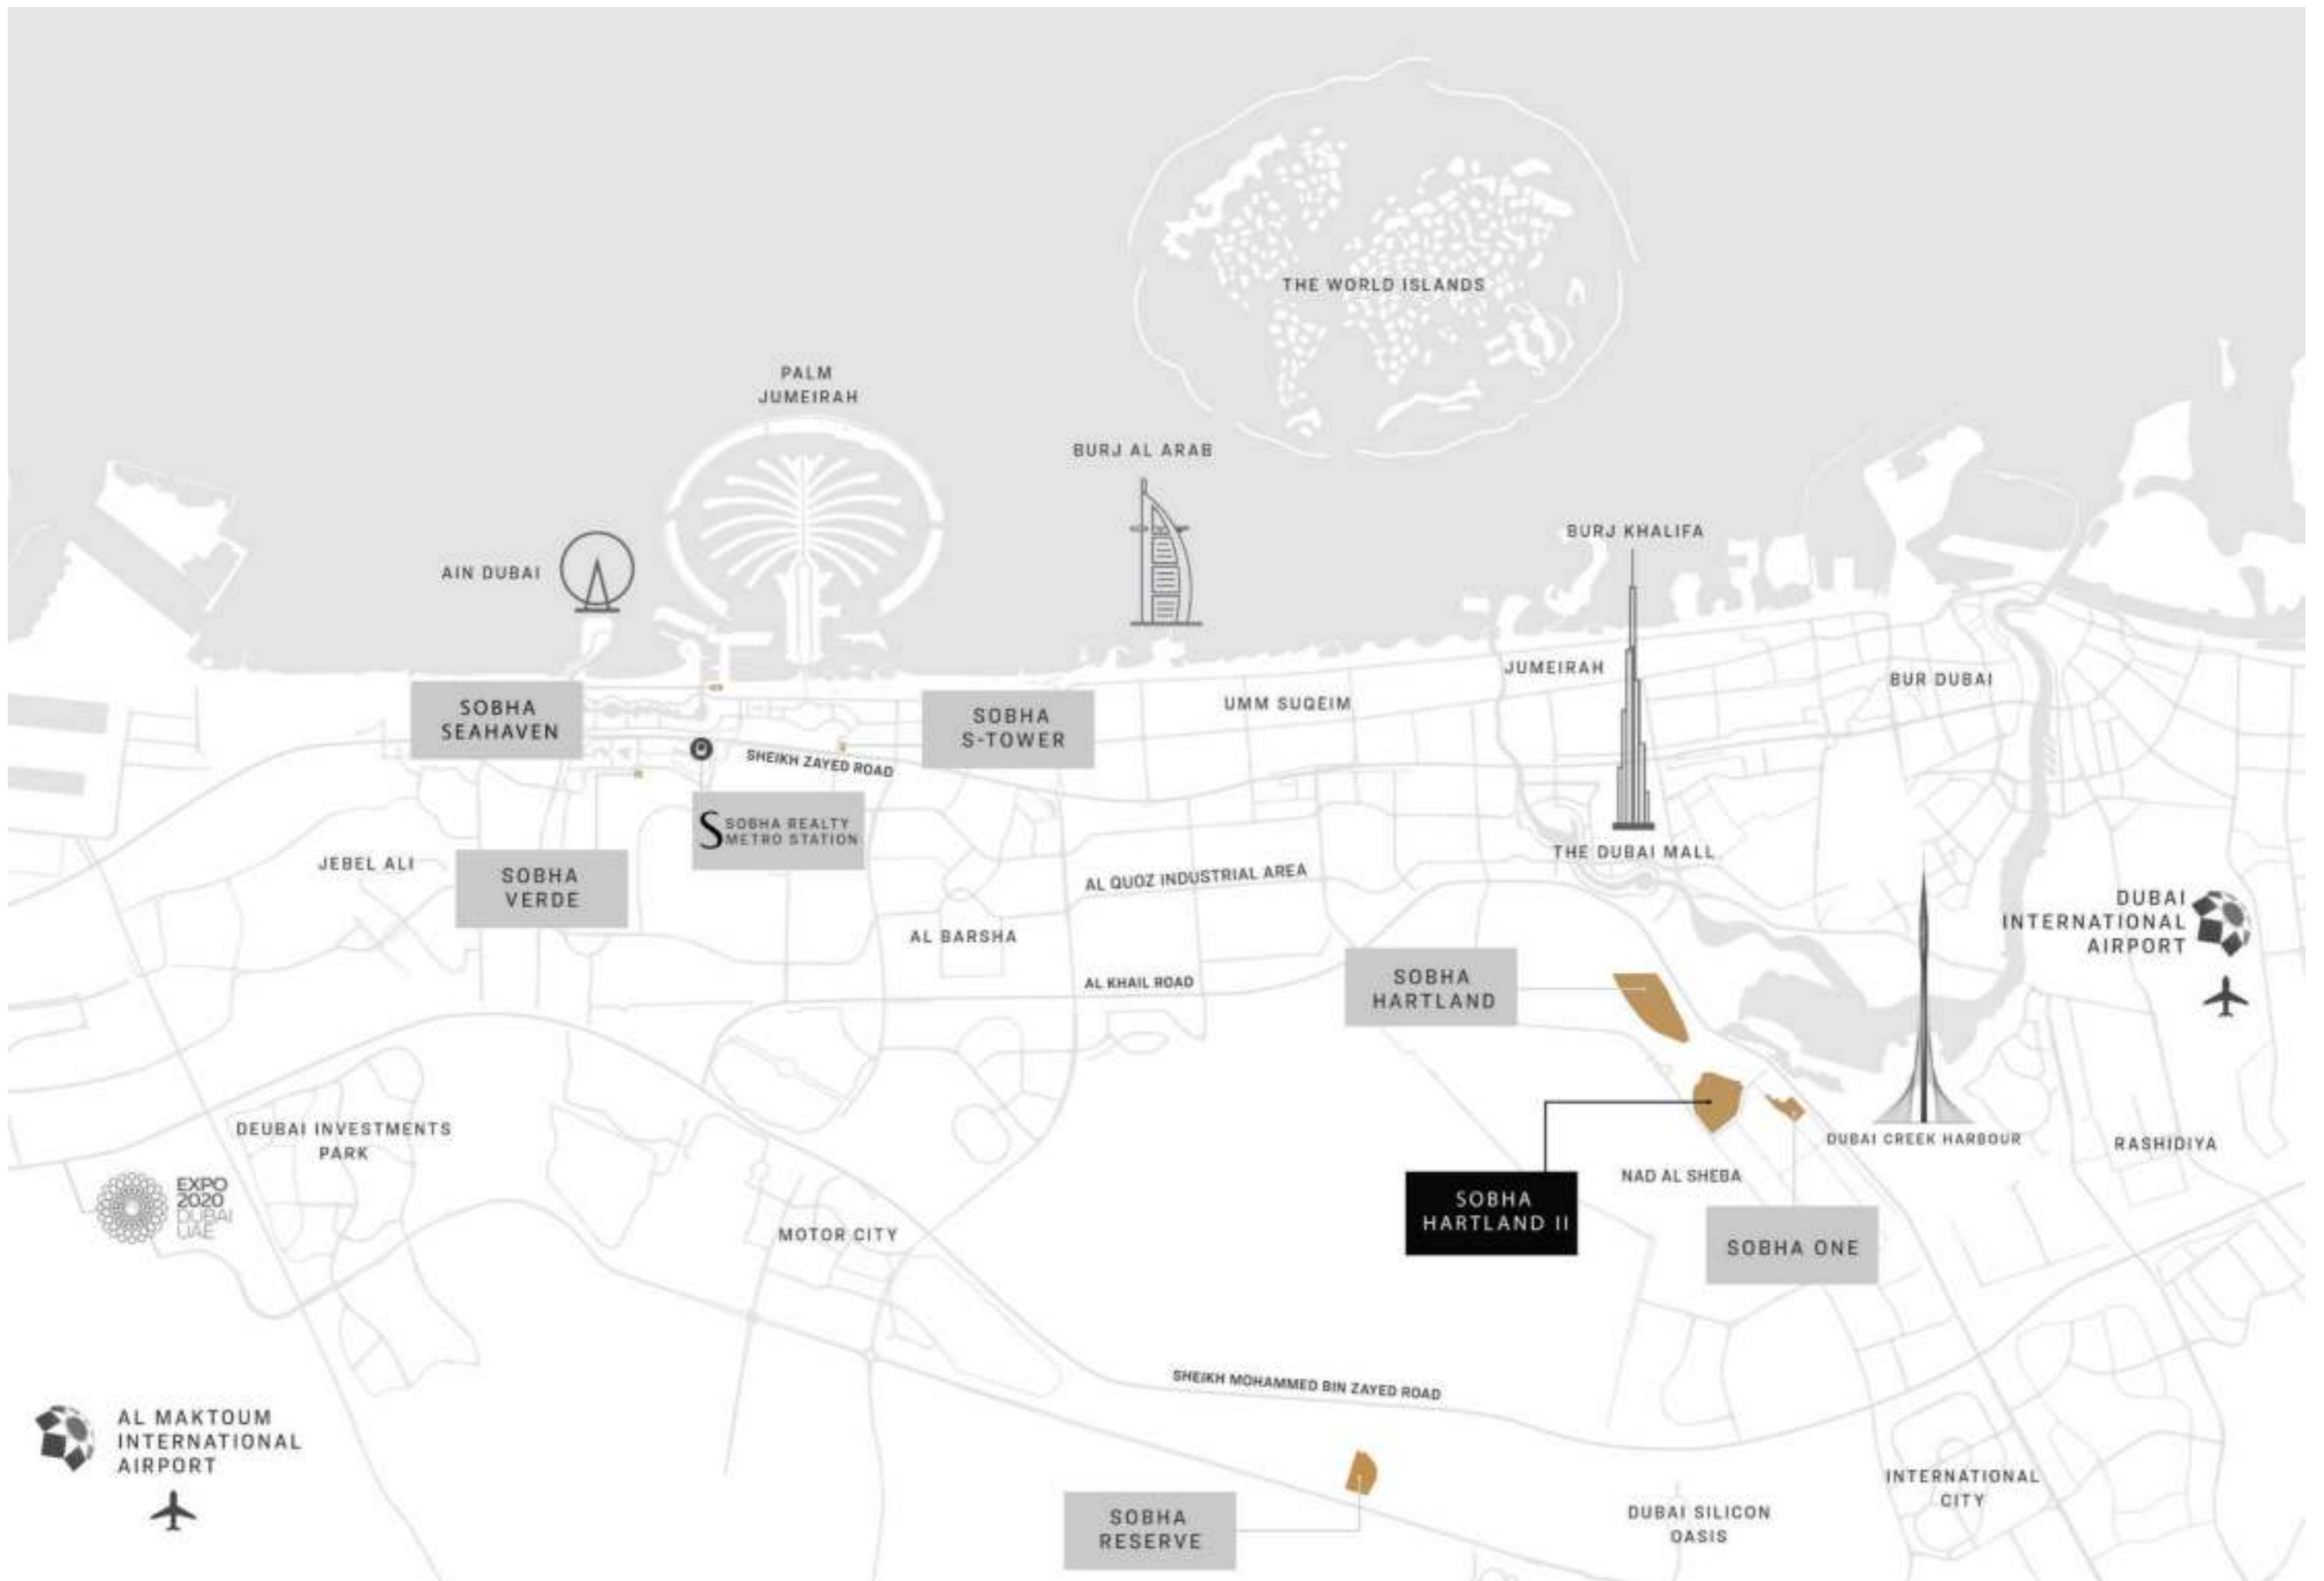 THE WORLD ISLANDS
PALM
JUMEIRAH
BURJ AL ARAB
BURJ KHALIFA
AIN DUBAI
JUMEIRAH
BUR DUBAI
SOBHA
SEAHAVEN
SOBHA
S-TOWER
UMM SUQEIM
SHEIKH ZAYED ROAD
S SOBHA REALTY
METRO STATION
JEBEL ALI
SOBHA
VERDE
THE DUBAI MALL
AL QUOZ INDUSTRIAL AREA
DUBAI
INTERNATIONAL
AIRPORT
AL BARSHA
AL KHAIL ROAD
SOBHA
HARTLAND
DEUBAI INVESTMENTS
PARK
DUBAI CREEK HARBOUR
RASHIDIYA
NAD AL SHEBA
EXPO
2020
DUBAI
UAE
SOBHA
HARTLAND II
MOTOR CITY
SOBHA ONE
SHEIKH MOHAMMED BIN ZAYED ROAD
AL MAKTOUM
INTERNATIONAL
AIRPORT
INTERNATIONAL
CITY
SOBHA
RESERVE
DUBAI SILICON
OASIS